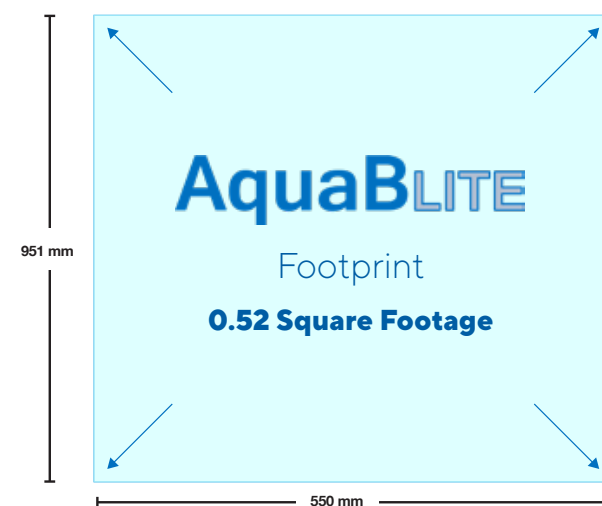 AquaBLITE
951 mm
Footprint
0.52 Square Footage
550 mm